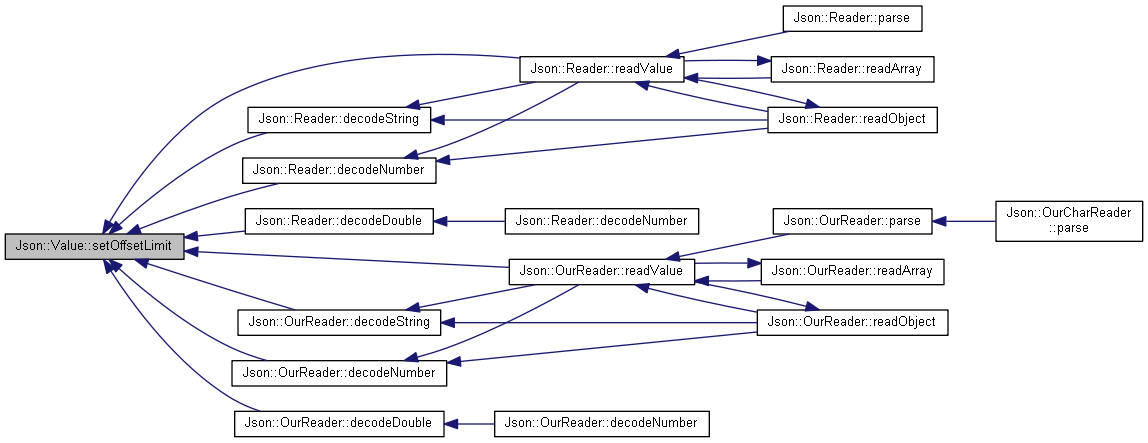 Json::Reader::parse
Json::Reader::readValue
Json::Reader::readArray
Json::Reader::decodeString
Json::Reader::readObject
Json::Reader::decodeNumber
Json::Reader::decodeDouble
Json::Reader::decodeNumber
Json::OurReader::parse
Json::OurCharReader
::parse
Json::Value::setOffsetLimit
Json::OurReader::readValue
Json::OurReader::readArray
Json::OurReader::decodeString
Json::OurReader::readObject
Json::OurReader::decodeNumber
Json::OurReader::decodeDouble
Json::OurReader::decodeNumber